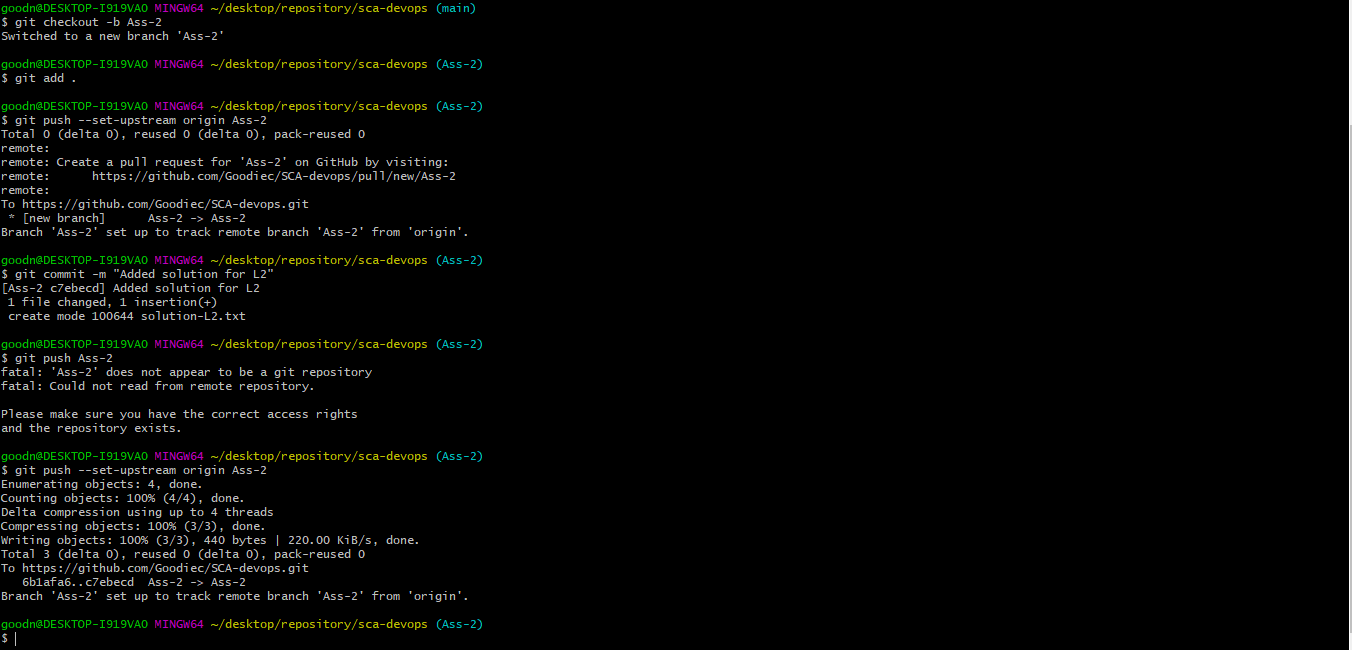 goodn@DESKTOP-I919VAO MINGW64 ~/desktop/repository/sca-devops (main)
$ git checkout -b Ass-2
Switched to a new branch 'Ass-2'
goodn@DESKTOP-I919VAO MINGW64 ~/desktop/repository/sca-devops (Ass-2)
$ git add .
goodn@DESKTOP-I919VAO MINGW64 ~/desktop/repository/sca-devops (Ass-2)
$ git push --set-upstream origin Ass-2
Total 0 (delta 0), reused 0 (delta 0), pack-reused 0
remote:
remote: Create a pull request for 'Ass-2' on GitHub by visiting:
remote:      https://github.com/Goodiec/SCA-devops/pull/new/Ass-2
remote:
To https://github.com/Goodiec/SCA-devops.git
 * [new branch]      Ass-2 -> Ass-2
Branch 'Ass-2' set up to track remote branch 'Ass-2' from 'origin'.
goodn@DESKTOP-I919VAO MINGW64 ~/desktop/repository/sca-devops (Ass-2)
$ git commit -m "Added solution for L2"
[Ass-2 c7ebecd] Added solution for L2
 1 file changed, 1 insertion(+)
 create mode 100644 solution-L2.txt
goodn@DESKTOP-I919VAO MINGW64 ~/desktop/repository/sca-devops (Ass-2)
$ git push Ass-2
fatal: 'Ass-2' does not appear to be a git repository
fatal: Could not read from remote repository.
Please make sure you have the correct access rights
and the repository exists.
goodn@DESKTOP-I919VAO MINGW64 ~/desktop/repository/sca-devops (Ass-2)
$ git push --set-upstream origin Ass-2
Enumerating objects: 4, done.
Counting objects: 100% (4/4), done.
Delta compression using up to 4 threads
Compressing objects: 100% (3/3), done.
Writing objects: 100% (3/3), 440 bytes | 220.00 KiB/s, done.
Total 3 (delta 0), reused 0 (delta 0), pack-reused 0
To https://github.com/Goodiec/SCA-devops.git
   6b1afa6..c7ebecd  Ass-2 -> Ass-2
Branch 'Ass-2' set up to track remote branch 'Ass-2' from 'origin'.
goodn@DESKTOP-I919VAO MINGW64 ~/desktop/repository/sca-devops (Ass-2)
$